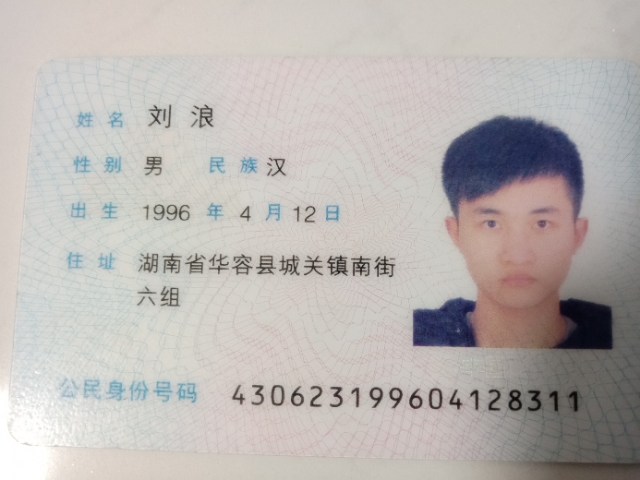 姓名 刘浪
性别 男 民族 汉
出生 1996 年 4 月 12 日
住址 湖南省华容县城关镇南街
六组
公民身份号码 430623199604128311